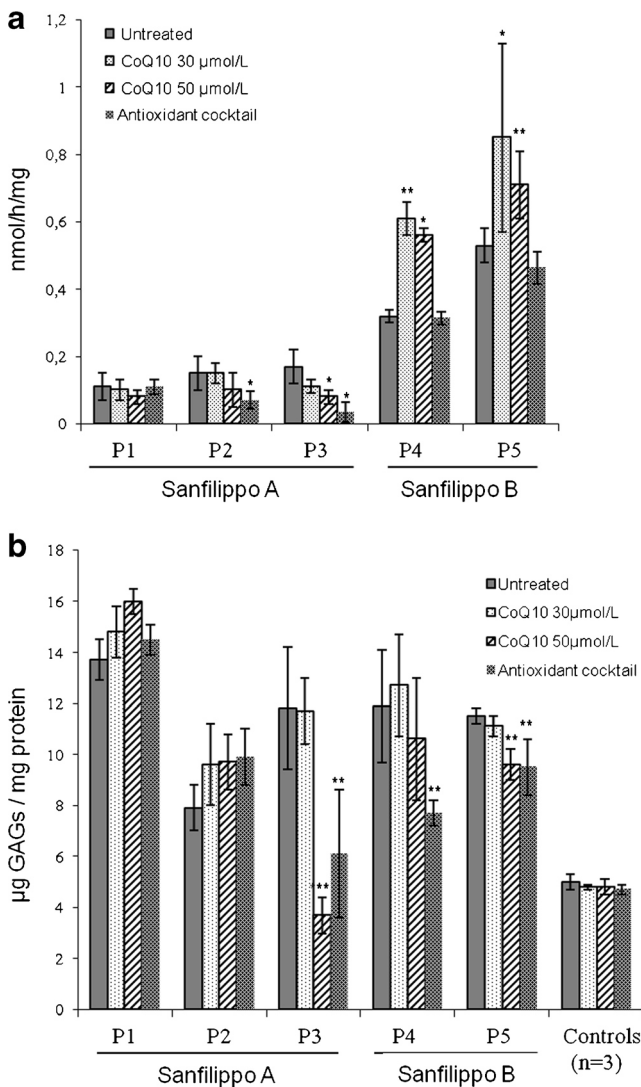 a
Untreated
CoQ10 30 µmol/L
CoQ10 50 µmol/L
Antioxidant cocktail
nmol/h/mg
1,2
1
0,8
0,6
0,4
0,2
0
*
*
*
**
*
*
**
P1 P2 P3 P4 P5
Sanfilippo A Sanfilippo B
b
Untreated
CoQ10 30µmol/L
CoQ10 50µmol/L
Antioxidant cocktail
µg GAGs / mg protein
18
16
14
12
10
8
6
4
2
0
**
**
**
**
**
P1 P2 P3 P4 P5 Controls
(n=3)
Sanfilippo A Sanfilippo B